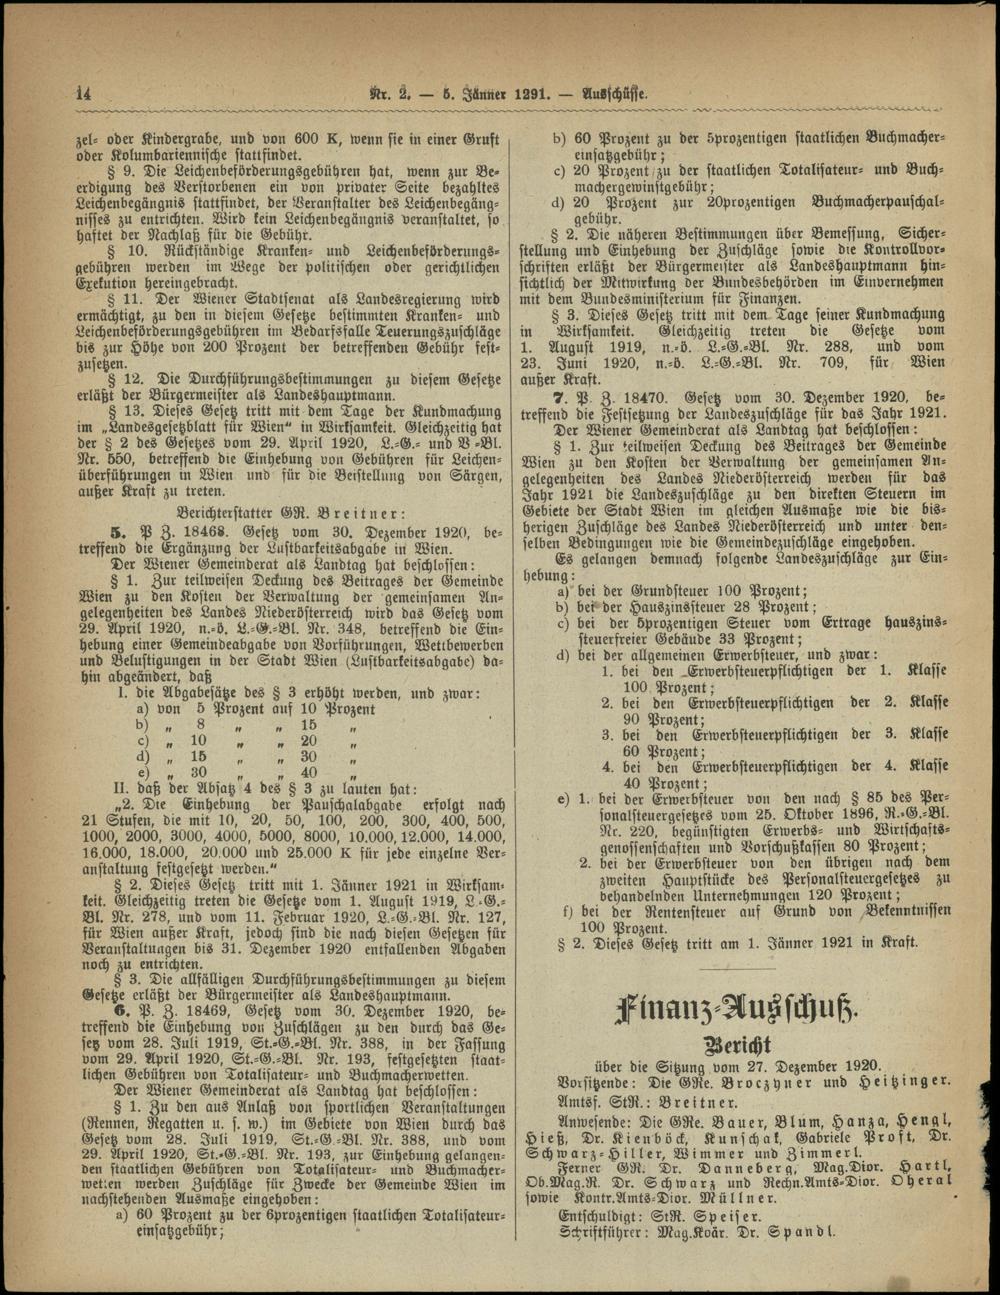 14
Nr. 2. — 5. Jänner 1291. — Ausschüsse.
zel- oder Kindergrabe, und von 600 K, wenn sie in einer Gruft
oder Kolumbariennische stattfindet.
§ 9. Die Leichenbeförderungsgebühren hat, wenn zur Be-
erdigung des Verstorbenen ein von privater Seite bezahltes
Leichenbegängnis stattfindet, der Veranstalter des Leichenbegäng-
nisses zu entrichten. Wird kein Leichenbegängnis veranstaltet, so
haftet der Nachlaß für die Gebühr.
§ 10. Rückständige Kranken- und Leichenbeförderungs-
gebühren werden im Wege der politischen oder gerichtlichen
Exekution hereingebracht.
§ 11. Der Wiener Stadtsenat als Landesregierung wird
ermächtigt, zu den in diesem Gesetze bestimmten Kranken- und
Leichenbeförderungsgebühren im Bedarfsfalle Teuerungszuschläge
bis zur Höhe von 200 Prozent der betreffenden Gebühr fest-
zusetzen.
§ 12. Die Durchführungsbestimmungen zu diesem Gesetze
erläßt der Bürgermeister als Landeshauptmann.
§ 13. Dieses Gesetz tritt mit dem Tage der Kundmachung
im „Landesgesetzblatt für Wien“ in Wirksamkeit. Gleichzeitig hat
der § 2 des Gesetzes vom 29. April 1920, L.-G.- und V.-Bl.
Nr. 550, betreffend die Einhebung von Gebühren für Leichen-
überführungen in Wien und für die Beistellung von Särgen,
außer Kraft zu treten.
Berichterstatter GR. Breitner:
5. P Z. 18468. Gesetz vom 30. Dezember 1920, be-
treffend die Ergänzung der Lustbarkeitsabgabe in Wien.
Der Wiener Gemeinderat als Landtag hat beschlossen:
§ 1. Zur teilweisen Deckung des Beitrages der Gemeinde
Wien zu den Kosten der Verwaltung der gemeinsamen An-
gelegenheiten des Landes Niederösterreich wird das Gesetz vom
29. April 1920, n.-ö. L.-G.-Bl. Nr. 348, betreffend die Ein-
hebung einer Gemeindeabgabe von Vorführungen, Wettbewerben
und Belustigungen in der Stadt Wien (Lustbarkeitsabgabe) da-
hin abgeändert, daß
I. die Abgabesätze des § 3 erhöht werden, und zwar:
a) von 5 Prozent auf 10 Prozent
b) „ 8 „ „ 15 „
c) „ 10 „ „ 20 „
d) „ 15 „ „ 30 „
e) „ 30 „ „ 40 „
II. daß der Absatz 4 des § 3 zu lauten hat:
„2. Die Einhebung der Pauschalabgabe erfolgt nach
21 Stufen, die mit 10, 20, 50, 100, 200, 300, 400, 500,
1000, 2000, 3000, 4000, 5000, 8000, 10.000, 12.000, 14.000,
16.000, 18.000, 20.000 und 25.000 K für jede einzelne Ver-
anstaltung festgesetzt werden.“
§ 2. Dieses Gesetz tritt mit 1. Jänner 1921 in Wirksam-
keit. Gleichzeitig treten die Gesetze vom 1. August 1919, L.-G.-
Bl. Nr. 278, und vom 11. Februar 1920, L.-G.-Bl. Nr. 127,
für Wien außer Kraft, jedoch sind die nach diesen Gesetzen für
Veranstaltungen bis 31. Dezember 1920 entfallenden Abgaben
noch zu entrichten.
§ 3. Die allfälligen Durchführungsbestimmungen zu diesem
Gesetze erläßt der Bürgermeister als Landeshauptmann.
6. P. Z. 18469, Gesetz vom 30. Dezember 1920, be-
treffend die Einhebung von Zuschlägen zu den durch das Ge-
setz vom 28. Juli 1919, St.-G.-Bl. Nr. 388, in der Fassung
vom 29. April 1920, St.-G.-Bl. Nr. 193, festgesetzten staat-
lichen Gebühren von Totalisateur- und Buchmacherwetten.
Der Wiener Gemeinderat als Landtag hat beschlossen:
§ 1. Zu den aus Anlaß von sportlichen Veranstaltungen
(Rennen, Regatten u. s. w.) im Gebiete von Wien durch das
Gesetz vom 28. Juli 1919, St.-G.-Bl. Nr. 388, und vom
29. April 1920, St.-G.-Bl. Nr. 193, zur Einhebung gelangen-
den staatlichen Gebühren von Totalisateur- und Buchmacher-
wetten werden Zuschläge für Zwecke der Gemeinde Wien im
nachstehenden Ausmaße eingehoben:
a) 60 Prozent zu der 6prozentigen staatlichen Totalisateur-
einsatzgebühr;
b) 60 Prozent zu der 5prozentigen staatlichen Buchmacher-
einsatzgebühr;
c) 20 Prozent zu der staatlichen Totalisateur- und Buch-
machergewinstgebühr;
d) 20 Prozent zur 20prozentigen Buchmacherpauschal-
gebühr.
§ 2. Die näheren Bestimmungen über Bemessung, Sicher-
stellung und Einhebung der Zuschläge sowie die Kontrollvor-
schriften erläßt der Bürgermeister als Landeshauptmann hin-
sichtlich der Mitwirkung der Bundesbehörden im Einvernehmen
mit dem Bundesministerium für Finanzen.
§ 3. Dieses Gesetz tritt mit dem Tage seiner Kundmachung
in Wirksamkeit. Gleichzeitig treten die Gesetze vom
1. August 1919, n.-ö. L.-G.-Bl. Nr. 288, und vom
23. Juni 1920, n.-ö. L.-G.-Bl. Nr. 709, für Wien
außer Kraft.
7. P. Z. 18470. Gesetz vom 30. Dezember 1920, be-
treffend die Festsetzung der Landeszuschläge für das Jahr 1921.
Der Wiener Gemeinderat als Landtag hat beschlossen:
§ 1. Zur teilweisen Deckung des Beitrages der Gemeinde
Wien zu den Kosten der Verwaltung der gemeinsamen An-
gelegenheiten des Landes Niederösterreich werden für das
Jahr 1921 die Landeszuschläge zu den direkten Steuern im
Gebiete der Stadt Wien im gleichen Ausmaße wie die bis-
herigen Zuschläge des Landes Niederösterreich und unter den-
selben Bedingungen wie die Gemeindezuschläge eingehoben.
Es gelangen demnach folgende Landeszuschläge zur Ein-
hebung:
a) bei der Grundsteuer 100 Prozent;
b) bei der Hauszinssteuer 28 Prozent;
c) bei der 5prozentigen Steuer vom Ertrage hauszins-
steuerfreier Gebäude 33 Prozent;
d) bei der allgemeinen Erwerbsteuer, und zwar:
1. bei den Erwerbsteuerpflichtigen der 1. Klasse
100 Prozent;
2. bei den Erwerbsteuerpflichtigen der 2. Klasse
90 Prozent;
3. bei den Erwerbsteuerpflichtigen der 3. Klasse
60 Prozent;
4. bei den Erwerbsteuerpflichtigen der 4. Klasse
40 Prozent;
e) 1. bei der Erwerbsteuer von den nach § 85 des Per-
sonalsteuergesetzes vom 25. Oktober 1896, R.-G.-Bl.
Nr. 220, begünstigten Erwerbs- und Wirtschafts-
genossenschaften und Vorschußkassen 80 Prozent;
2. bei der Erwerbsteuer von den übrigen nach dem
zweiten Hauptstücke des Personalsteuergesetzes zu
behandelnden Unternehmungen 120 Prozent;
f) bei der Rentensteuer auf Grund von Bekenntnissen
100 Prozent.
§ 2. Dieses Gesetz tritt am 1. Jänner 1921 in Kraft.
Finanz-Ausschuß.
Bericht
über die Sitzung vom 27. Dezember 1920.
Vorsitzende: Die GRe. Broczyner und Heitzinger.
Amtsf. StR.: Breitner.
Anwesende: Die GRe. Bauer, Blum, Hanza, Hengl,
Hieß, Dr. Kienböck, Kunschak, Gabriele Proft, Dr.
Schwarz-Hiller, Wimmer und Zimmerl.
Ferner GR. Dr. Danneberg, Mag.Dior. Hartl,
Ob.Mag.R. Dr. Schwarz und Rechn.Amts-Dior. Oheral
sowie Kontr.Amts-Dior. Müllner.
Entschuldigt: StR. Speiser.
Schriftführer: Mag.Koär. Dr. Spandl.